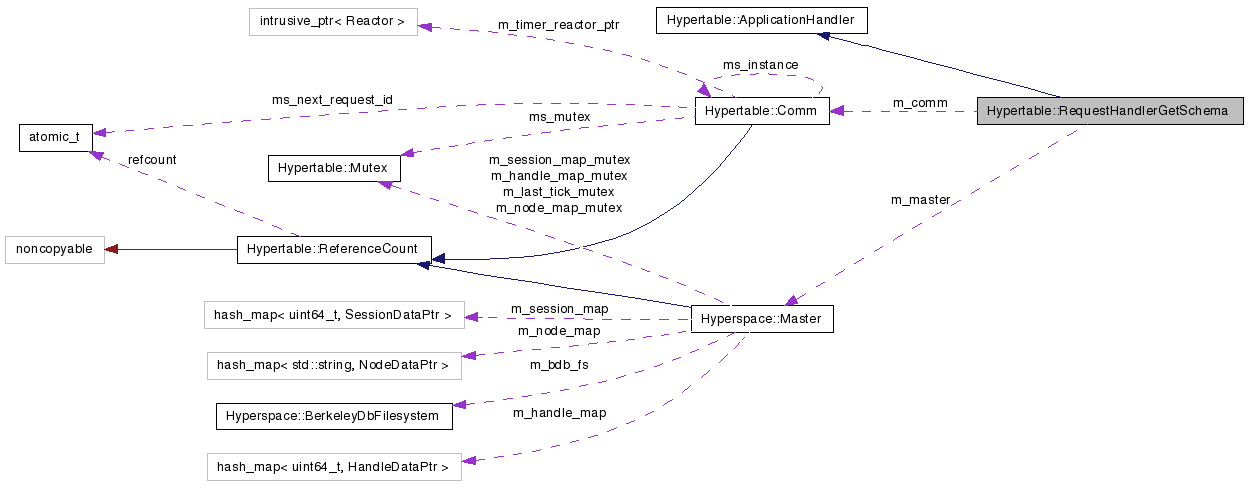 intrusive_ptr< Reactor >
m_timer_reactor_ptr
Hypertable::ApplicationHandler
ms_instance
ms_next_request_id
Hypertable::Comm
m_comm
Hypertable::RequestHandlerGetSchema
atomic_t
ms_mutex
refcount
Hypertable::Mutex
m_session_map_mutex
m_handle_map_mutex
m_last_tick_mutex
m_node_map_mutex
m_master
noncopyable
Hypertable::ReferenceCount
hash_map< uint64_t, SessionDataPtr >
m_session_map
Hyperspace::Master
m_node_map
hash_map< std::string, NodeDataPtr >
m_bdb_fs
Hyperspace::BerkeleyDbFilesystem
m_handle_map
hash_map< uint64_t, HandleDataPtr >